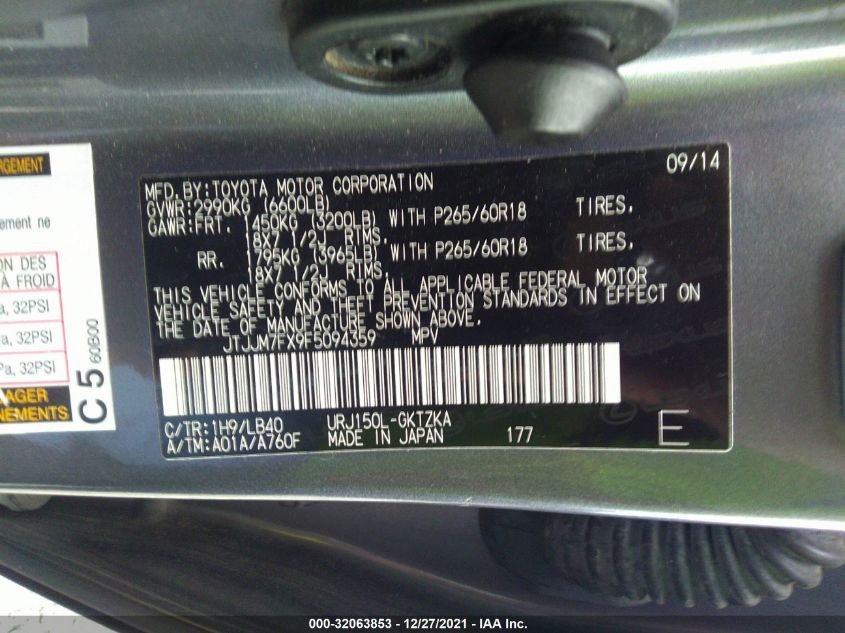 09/14
MFD.BY:TOYOTA MOTOR CORPORATION
GVWR:2990KG (6600LB)
GAWR:FRT. 1450KG (3200LB) WITH P265/60R18 TIRES,
18X7 1/2J RIMS,
RR. 1795KG (3965LB) WITH P265/60R18 TIRES,
18X7 1/2J RIMS.
THIS VEHICLE CONFORMS TO ALL APPLICABLE FEDERAL MOTOR
VEHICLE SAFETY AND THEFT PREVENTION STANDARDS IN EFFECT ON
THE DATE OF MANUFACTURE SHOWN ABOVE.
JTJJM7FX9F5094359 MPV
C/TR:1H9/LB40 URJ150L-GKTZKA
A/TM:A01A/A760F MADE IN JAPAN 177 E
RGEMENT
ement ne
ON DES
À FROID
a, 32PSI
a, 32PSI
Pa, 32PSI
AGER
NEMENTS
C5 60B00
000-32063853 - 12/27/2021 - IAA Inc.